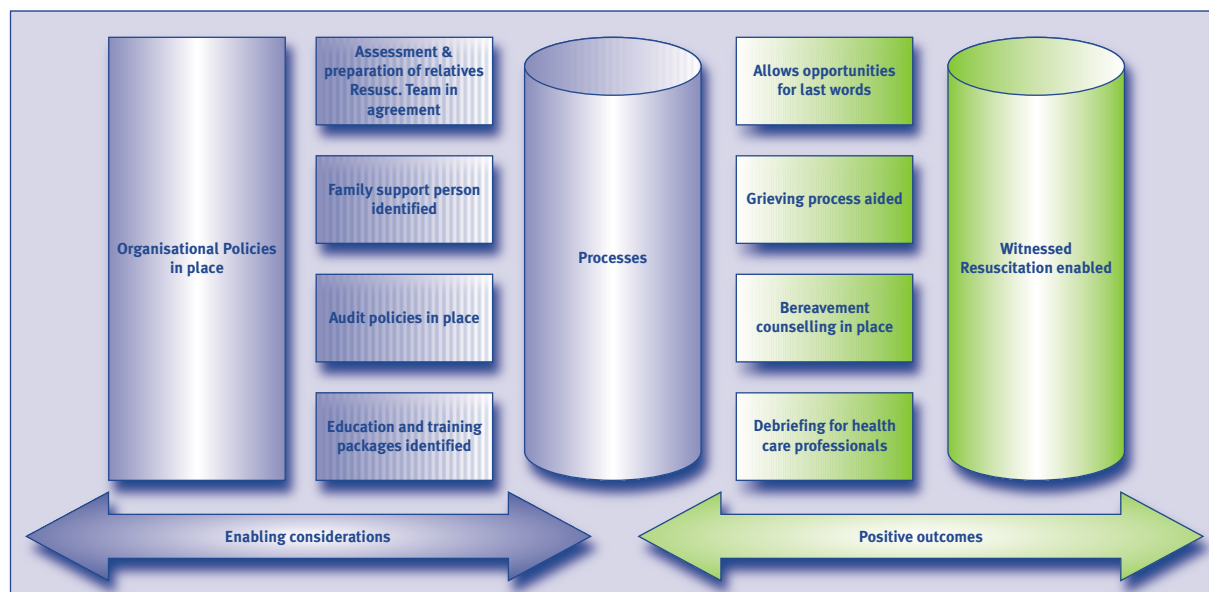 Organisational Policies
in place
Assessment &
preparation of relatives
Resusc. Team in
agreement
Family support person
identified
Audit policies in place
Education and training
packages identified
Processes
Allows opportunities
for last words
Grieving process aided
Bereavement
counselling in place
Debriefing for health
care professionals
Witnessed
Resuscitation enabled
Enabling considerations
Positive outcomes